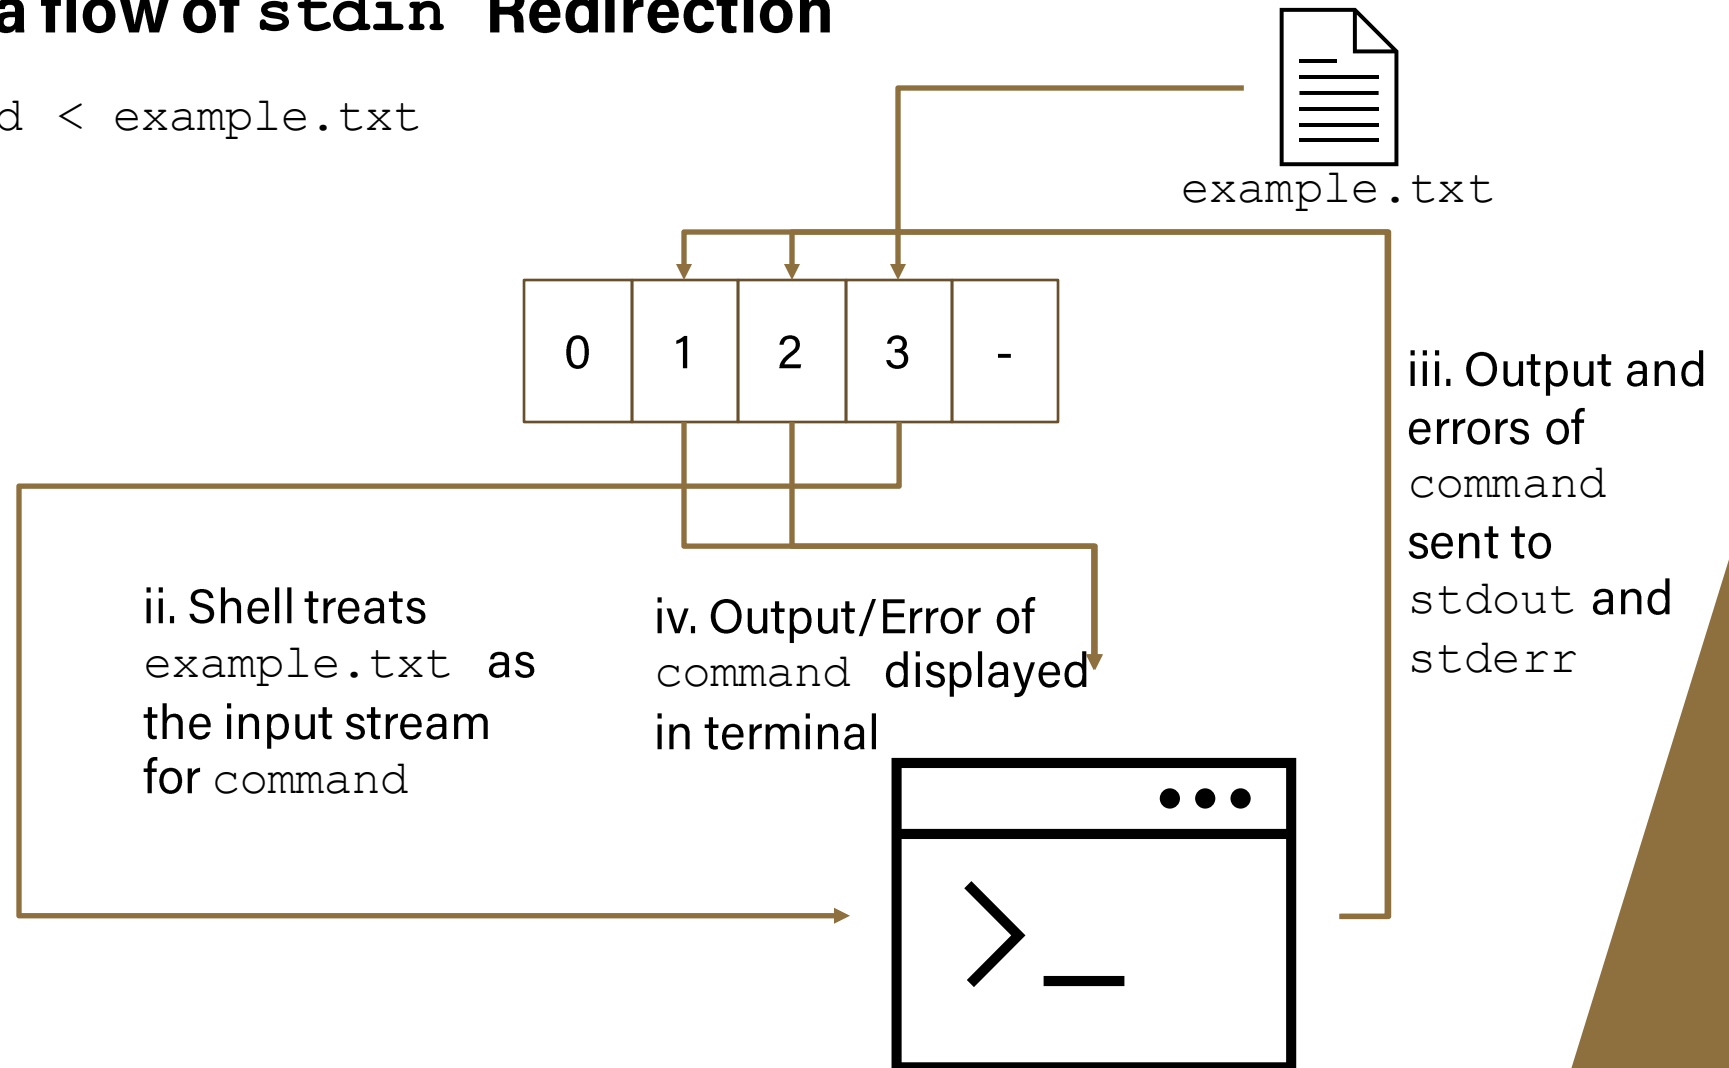 a flow of stdin Redirection
d < example.txt
example.txt
0 1 2 3 -
iii. Output and
errors of
command
sent to
stdout and
stderr
ii. Shell treats
example.txt as
the input stream
for command
iv. Output/Error of
command displayed
in terminal
>_